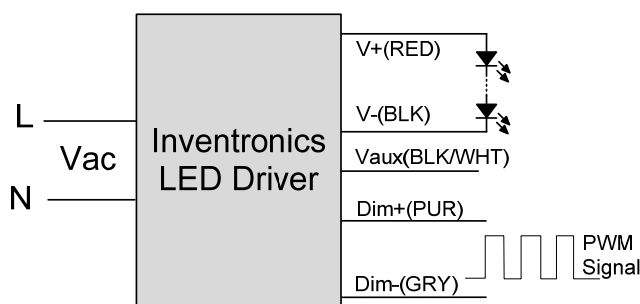 V+(RED)
L
Vac
N
Inventronics
LED Driver
V-(BLK)
Vaux(BLK/WHT)
Dim+(PUR)
PWM
Signal
Dim-(GRY)